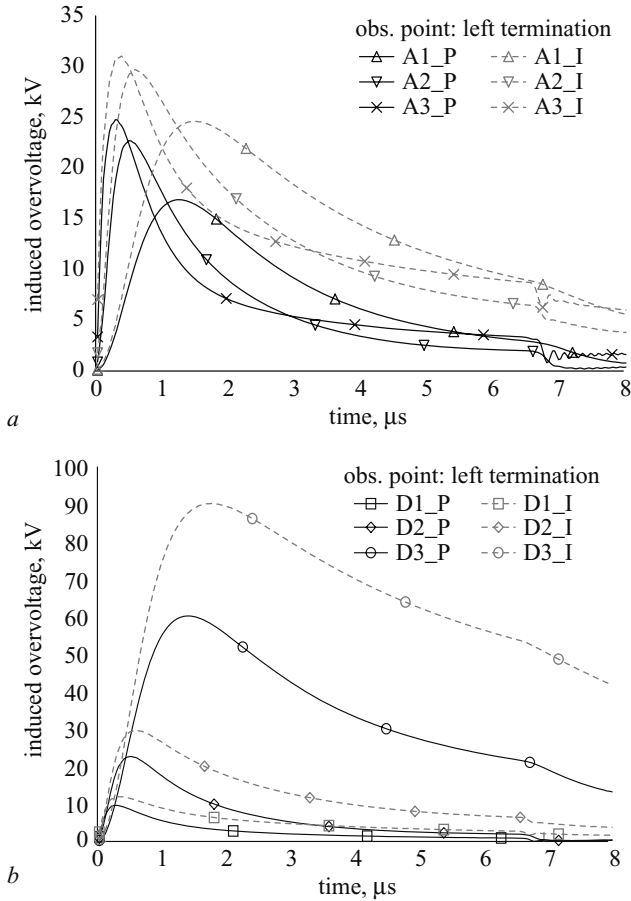 obs. point: left termination
A1_P A1_I
A2_P A2_I
A3_P A3_I
induced overvoltage, kV
35
30
25
20
15
10
5
0
0 1 2 3 4 5 6 7 8
time, μs
a
obs. point: left termination
D1_P D1_I
D2_P D2_I
D3_P D3_I
induced overvoltage, kV
100
90
80
70
60
50
40
30
20
10
0
0 1 2 3 4 5 6 7 8
time, μs
b